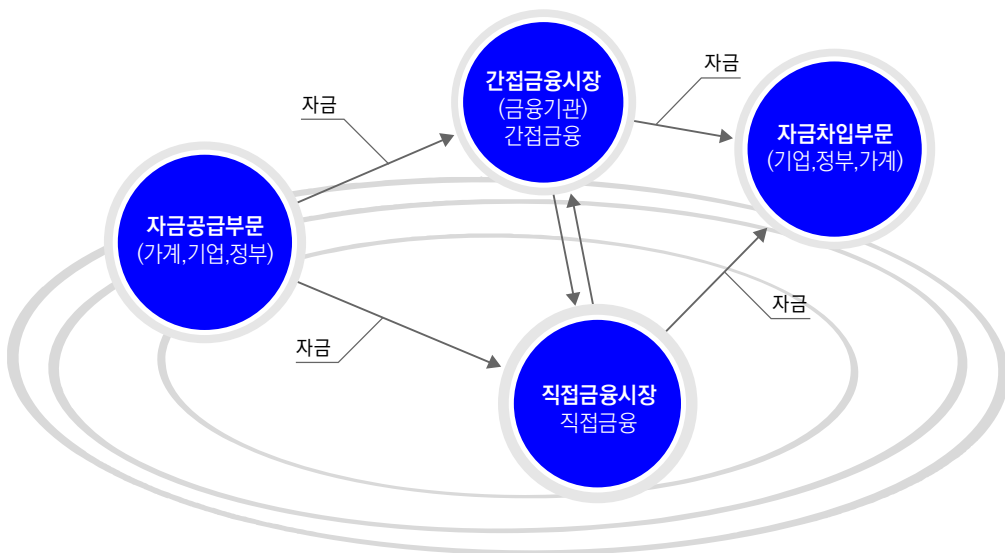 간접금융시장
(금융기관)
간접금융
자금
자금
자금차입부문
(기업,정부,가계)
자금공급부문
(가계,기업,정부)
자금
자금
직접금융시장
직접금융